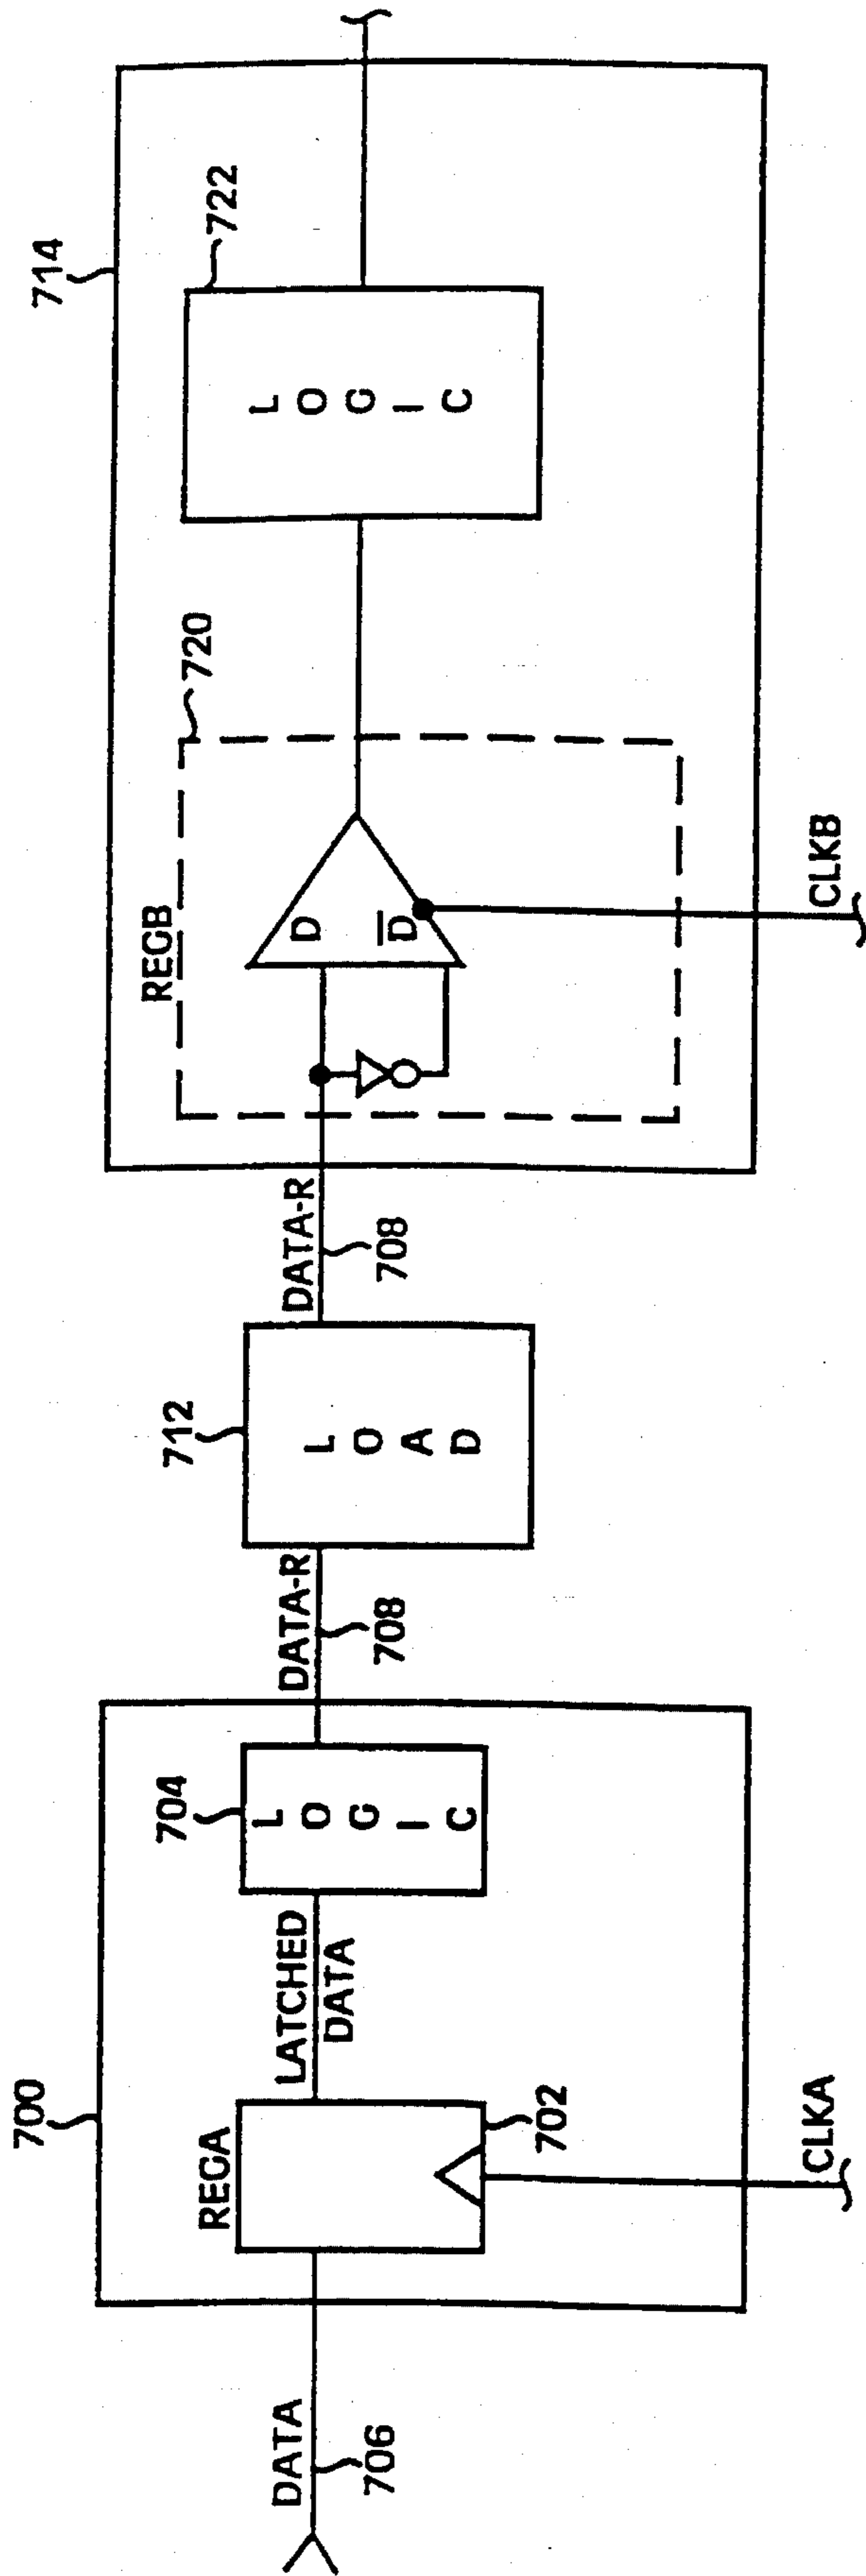 DATA
706
700
REGA
702
CLKA
LATCHED
DATA
704
LOGIC
DATA-R
708
712
LOAD
DATA-R
708
714
REGB
720
D
D̅
CLKB
722
LOGIC